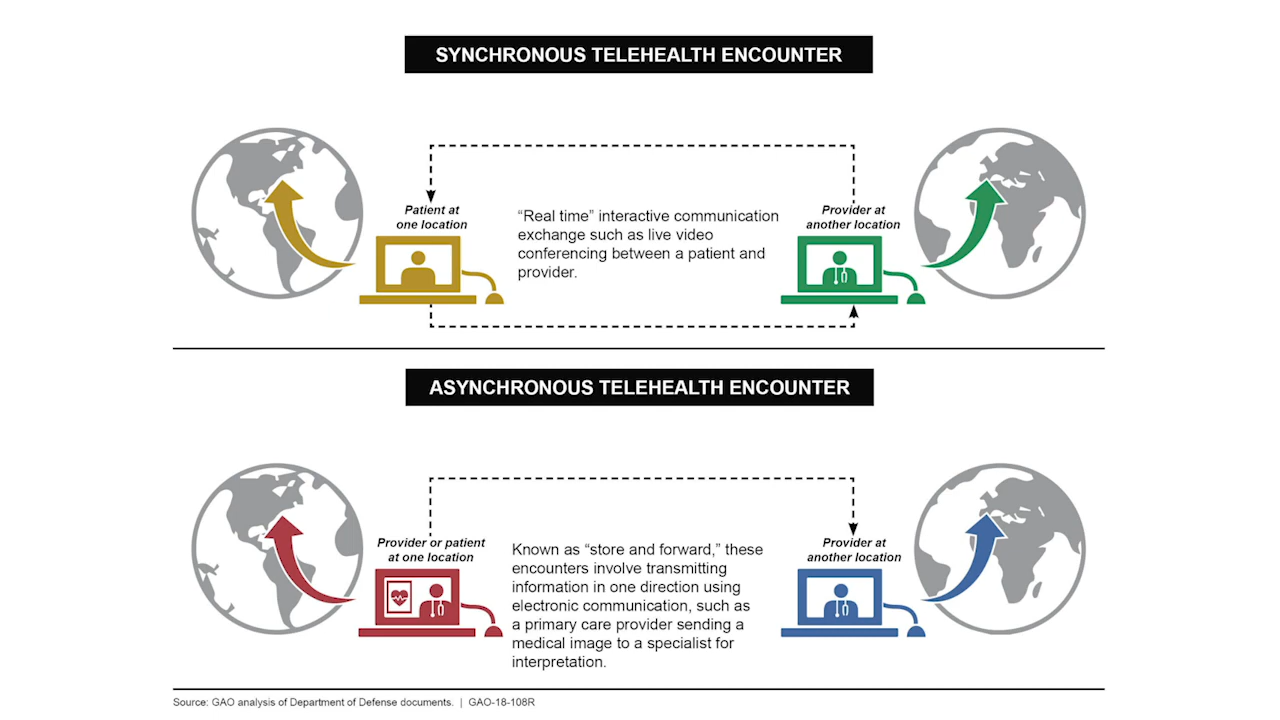 SYNCHRONOUS TELEHEALTH ENCOUNTER
Patient at
one location
“Real time” interactive communication
exchange such as live video
conferencing between a patient and
provider.
Provider at
another location
ASYNCHRONOUS TELEHEALTH ENCOUNTER
Provider or patient
at one location
Known as “store and forward,” these
encounters involve transmitting
information in one direction using
electronic communication, such as
a primary care provider sending a
medical image to a specialist for
interpretation.
Provider at
another location
Source: GAO analysis of Department of Defense documents. | GAO-18-108R